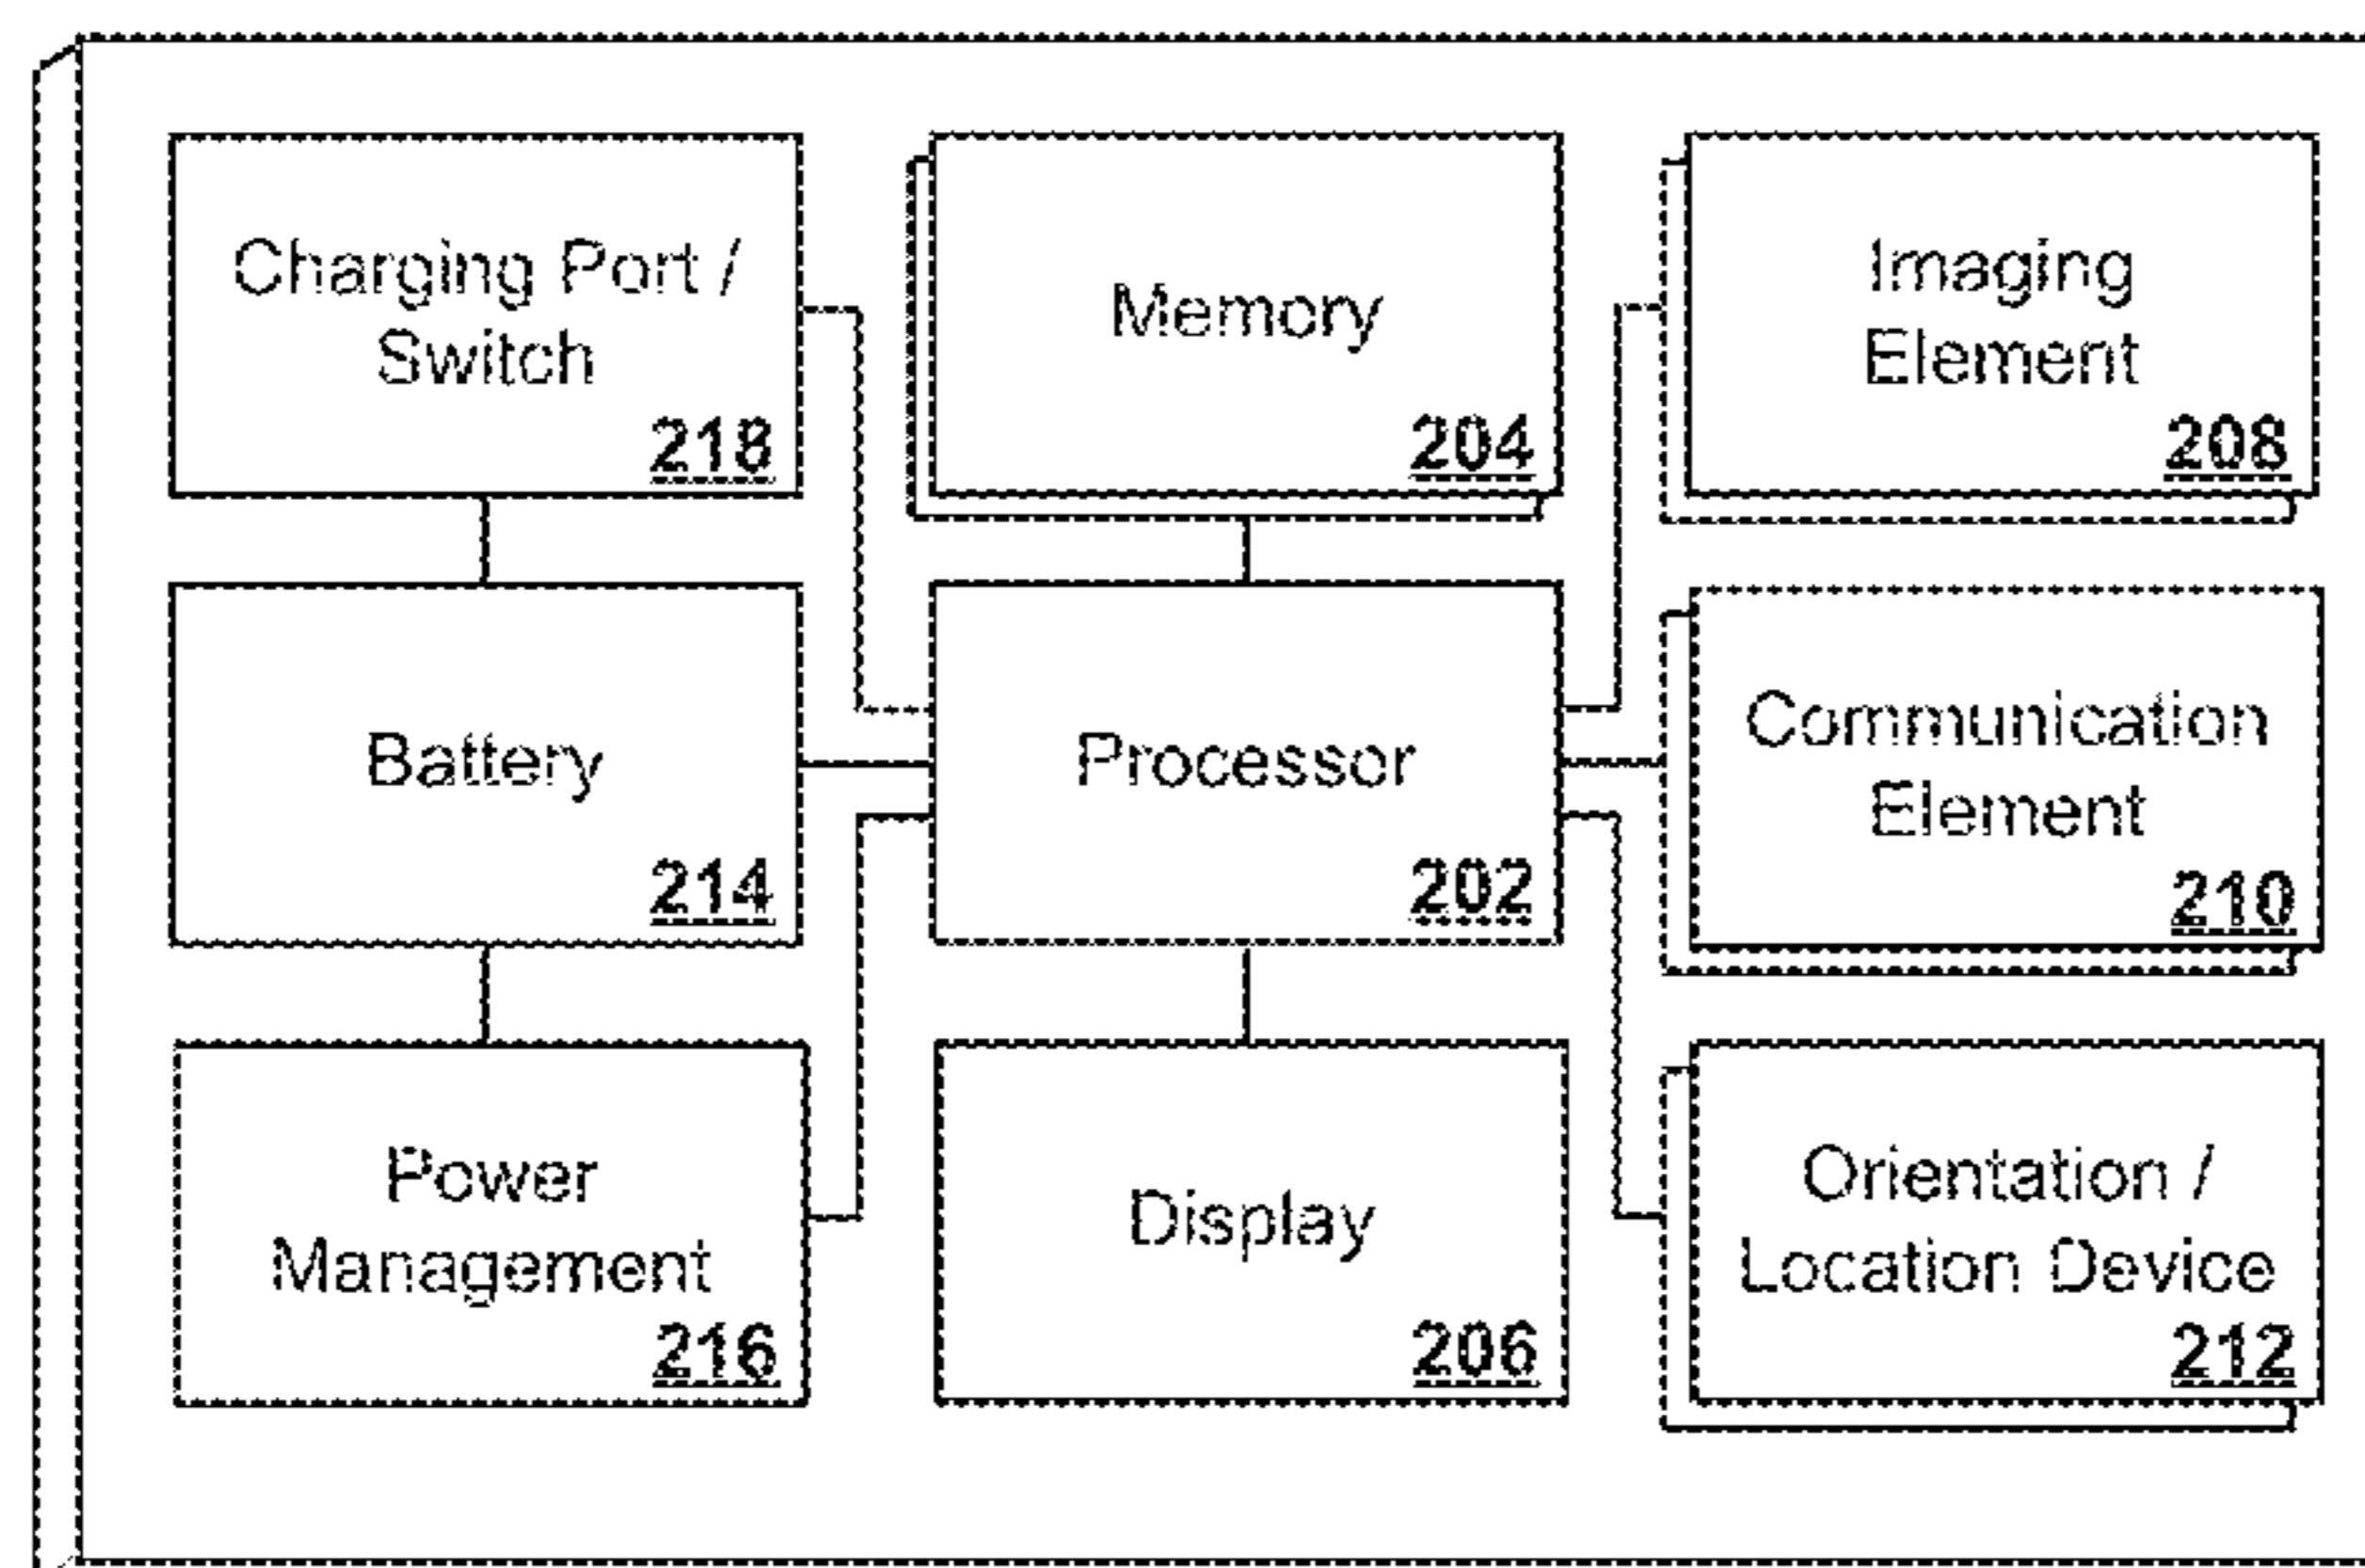 Charging Port /
Switch
218
Memory
204
Imaging
Element
208
Battery
214
Processor
202
Communication
Element
210
Power
Management
216
Display
206
Orientation /
Location Device
212